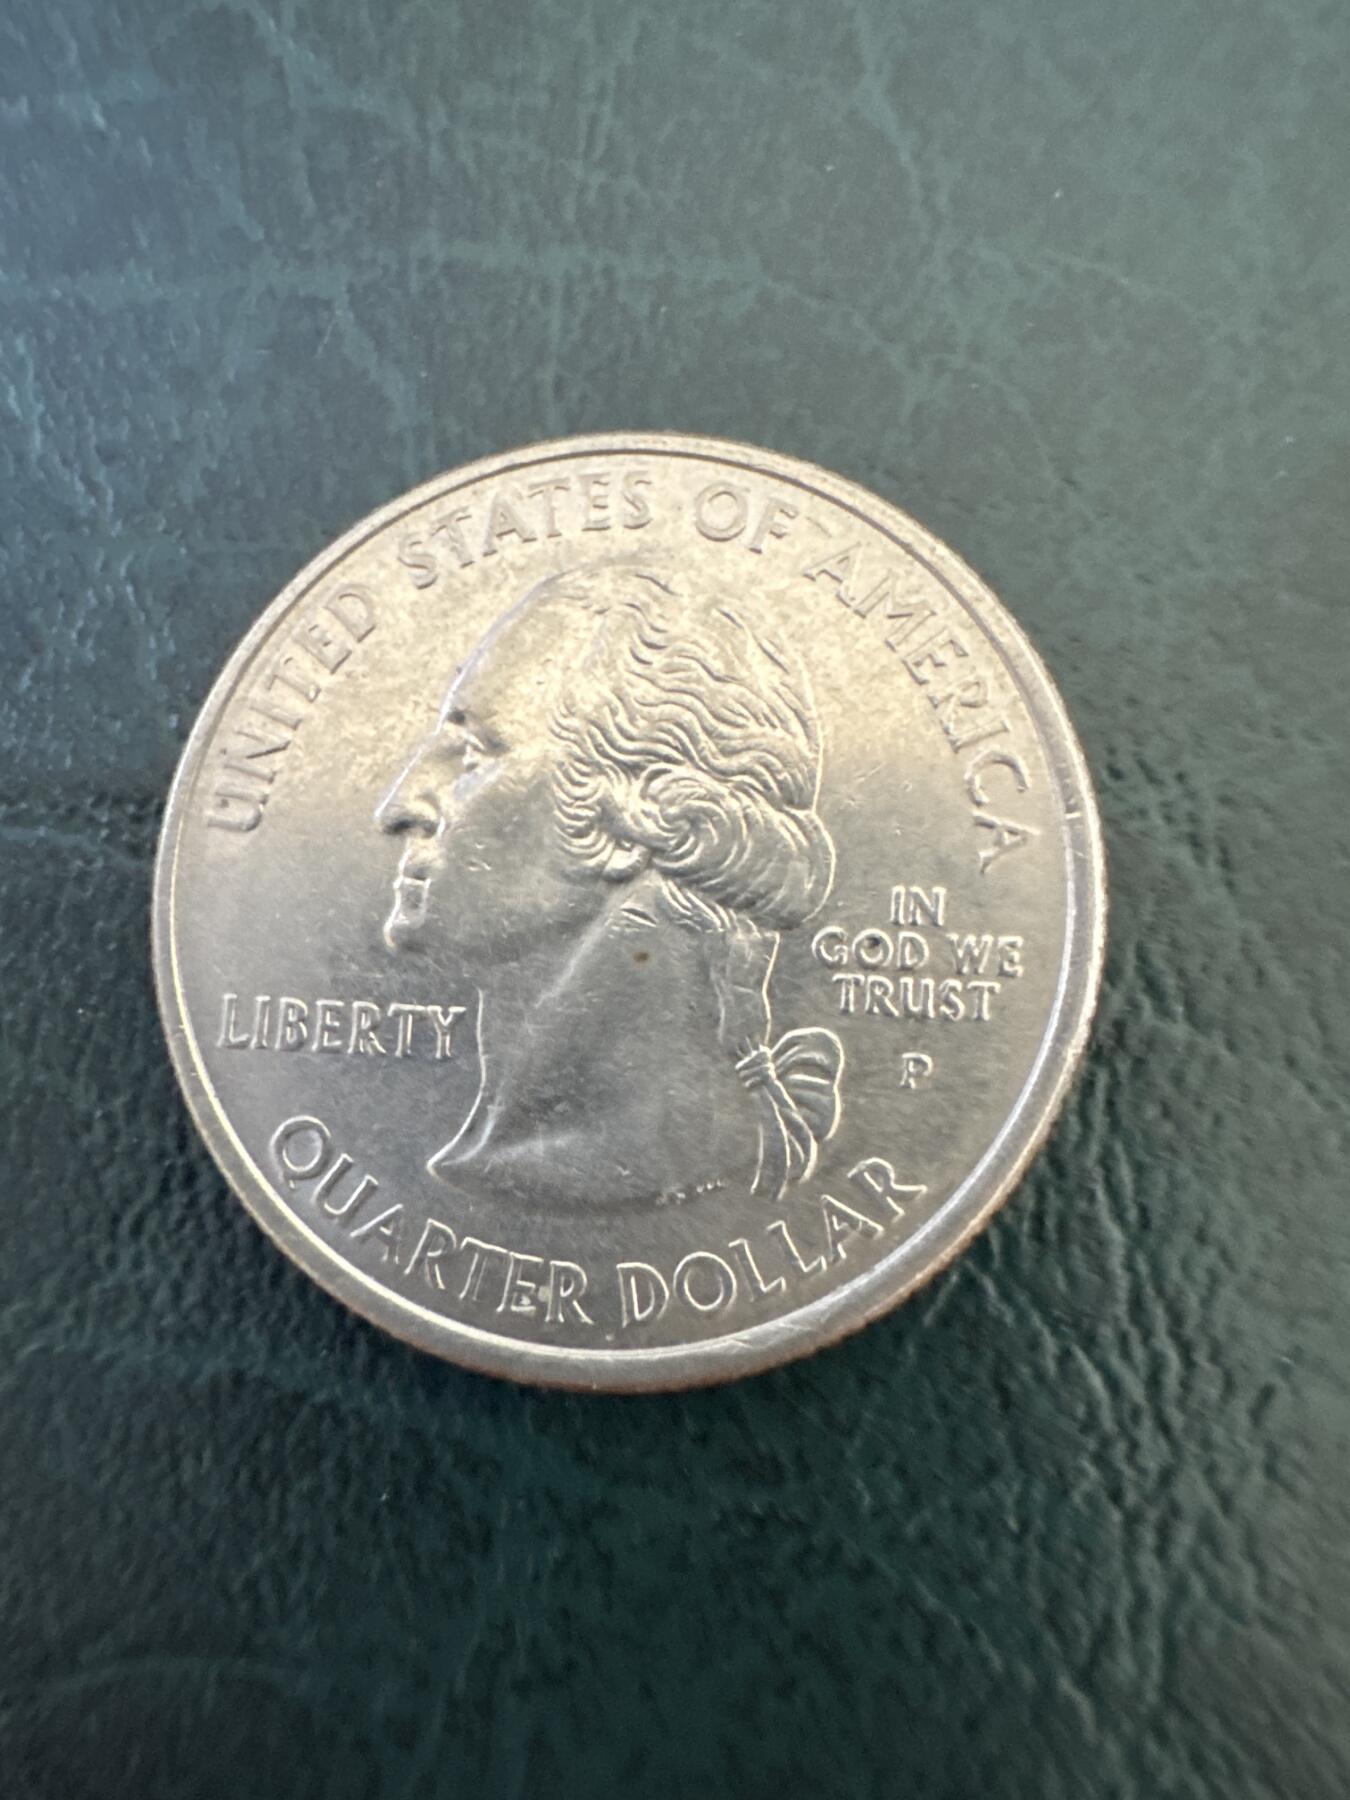 UNITED STATES OF AMERICA
LIBERTY
IN
GOD WE
TRUST
P
QUARTER DOLLAR